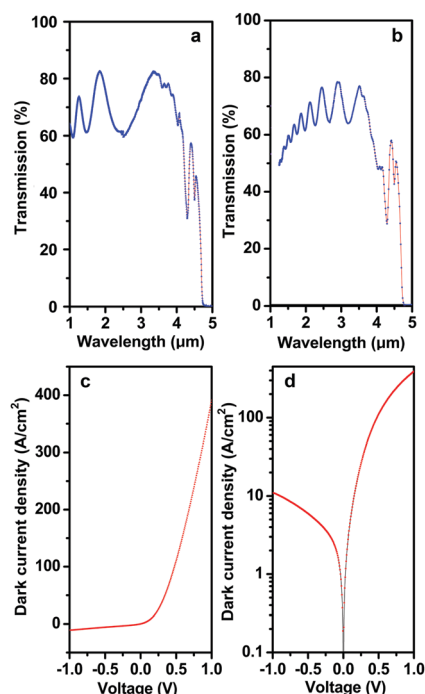 a
100
80
60
40
20
0
Transmission (%)
1 2 3 4 5
Wavelength (µm)
b
100
80
60
40
20
0
Transmission (%)
1 2 3 4 5
Wavelength (µm)
c
400
300
200
100
0
Dark current density (A/cm²)
-1.0 -0.5 0.0 0.5 1.0
Voltage (V)
d
100
10
1
0.1
Dark current density (A/cm²)
-1.0 -0.5 0.0 0.5 1.0
Voltage (V)